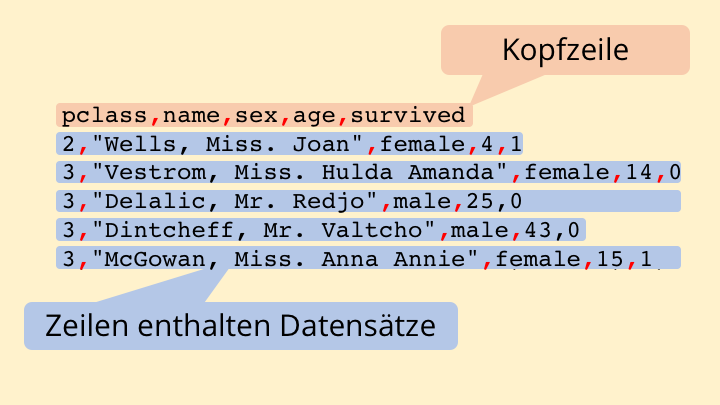 Kopfzeile
pclass,name,sex,age,survived
2,"Wells, Miss. Joan",female,4,1
3,"Vestrom, Miss. Hulda Amanda",female,14,0
3,"Delalic, Mr. Redjo",male,25,0
3,"Dintcheff, Mr. Valtcho",male,43,0
3,"McGowan, Miss. Anna Annie",female,15,1
Zeilen enthalten Datensätze